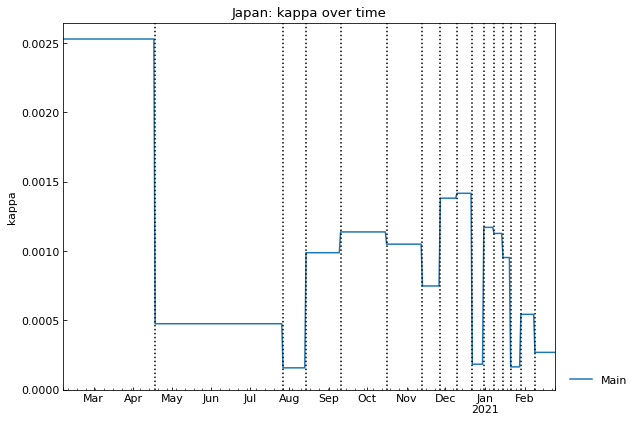 Japan: kappa over time
kappa
0.0025
0.0020
0.0015
0.0010
0.0005
0.0000
Mar Apr May Jun Jul Aug Sep Oct Nov Dec Jan Feb
2021
Main